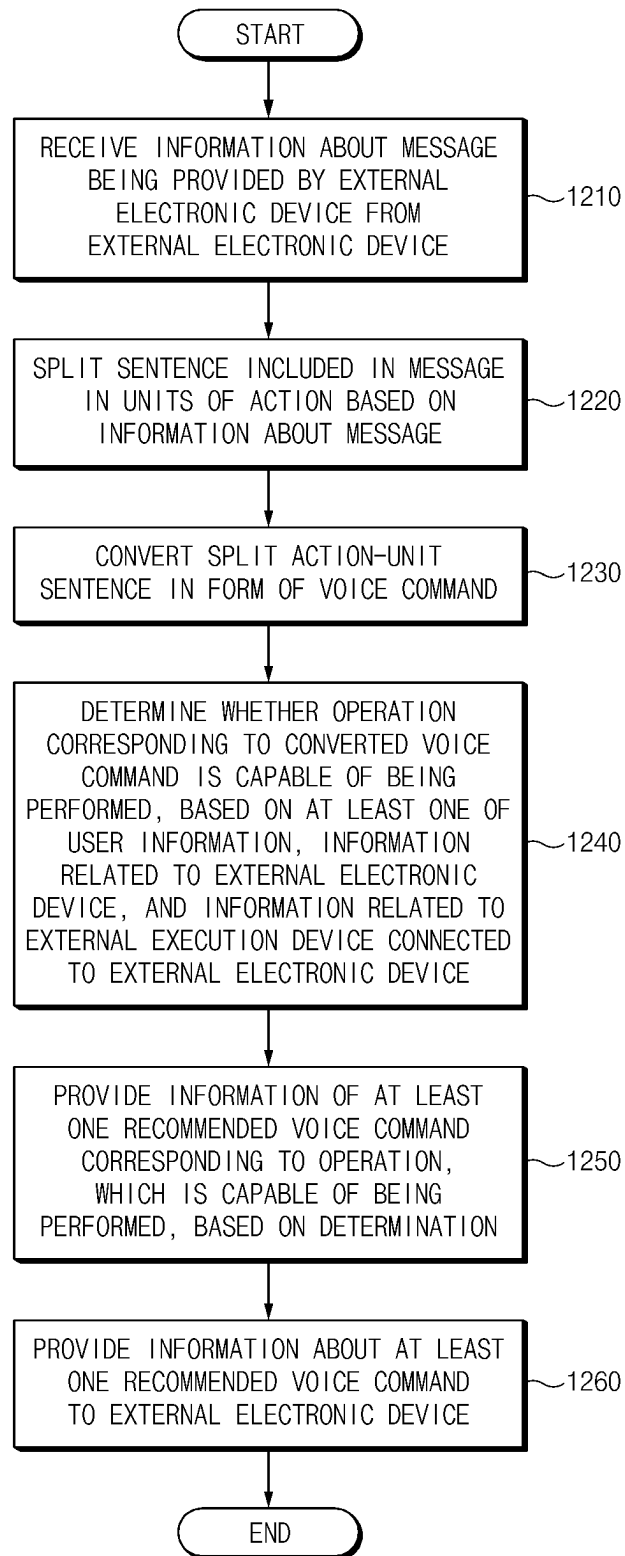 START
RECEIVE INFORMATION ABOUT MESSAGE
BEING PROVIDED BY EXTERNAL
ELECTRONIC DEVICE FROM
EXTERNAL ELECTRONIC DEVICE
1210
SPLIT SENTENCE INCLUDED IN MESSAGE
IN UNITS OF ACTION BASED ON
INFORMATION ABOUT MESSAGE
1220
CONVERT SPLIT ACTION-UNIT
SENTENCE IN FORM OF VOICE COMMAND
1230
DETERMINE WHETHER OPERATION
CORRESPONDING TO CONVERTED VOICE
COMMAND IS CAPABLE OF BEING
PERFORMED, BASED ON AT LEAST ONE OF
USER INFORMATION, INFORMATION
RELATED TO EXTERNAL ELECTRONIC
DEVICE, AND INFORMATION RELATED TO
EXTERNAL EXECUTION DEVICE CONNECTED
TO EXTERNAL ELECTRONIC DEVICE
1240
PROVIDE INFORMATION OF AT LEAST
ONE RECOMMENDED VOICE COMMAND
CORRESPONDING TO OPERATION,
WHICH IS CAPABLE OF BEING
PERFORMED, BASED ON DETERMINATION
1250
PROVIDE INFORMATION ABOUT AT LEAST
ONE RECOMMENDED VOICE COMMAND
TO EXTERNAL ELECTRONIC DEVICE
1260
END